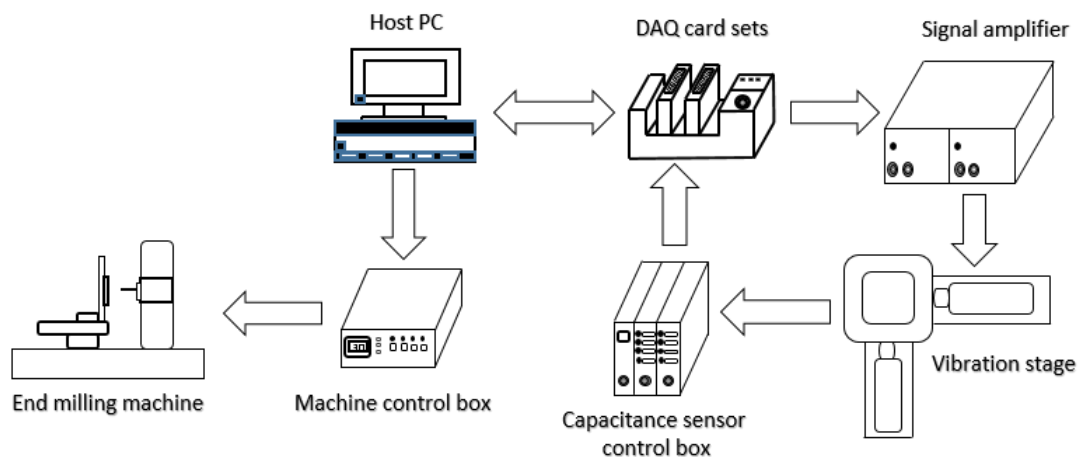 Host PC
DAQ card sets
Signal amplifier
End milling machine
Machine control box
Capacitance sensor
control box
Vibration stage